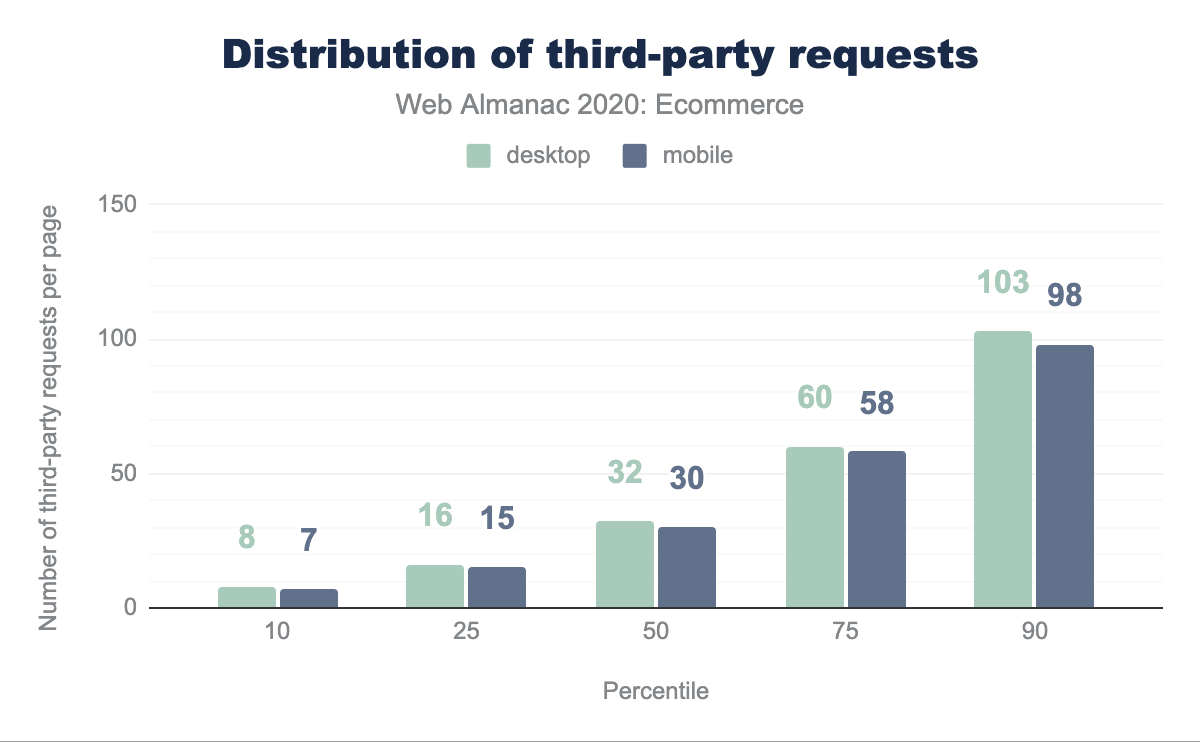 Distribution of third-party requests
Web Almanac 2020: Ecommerce
desktop mobile
Number of third-party requests per page
150
100
50
0
8 7
16 15
32 30
60 58
103 98
10 25 50 75 90
Percentile